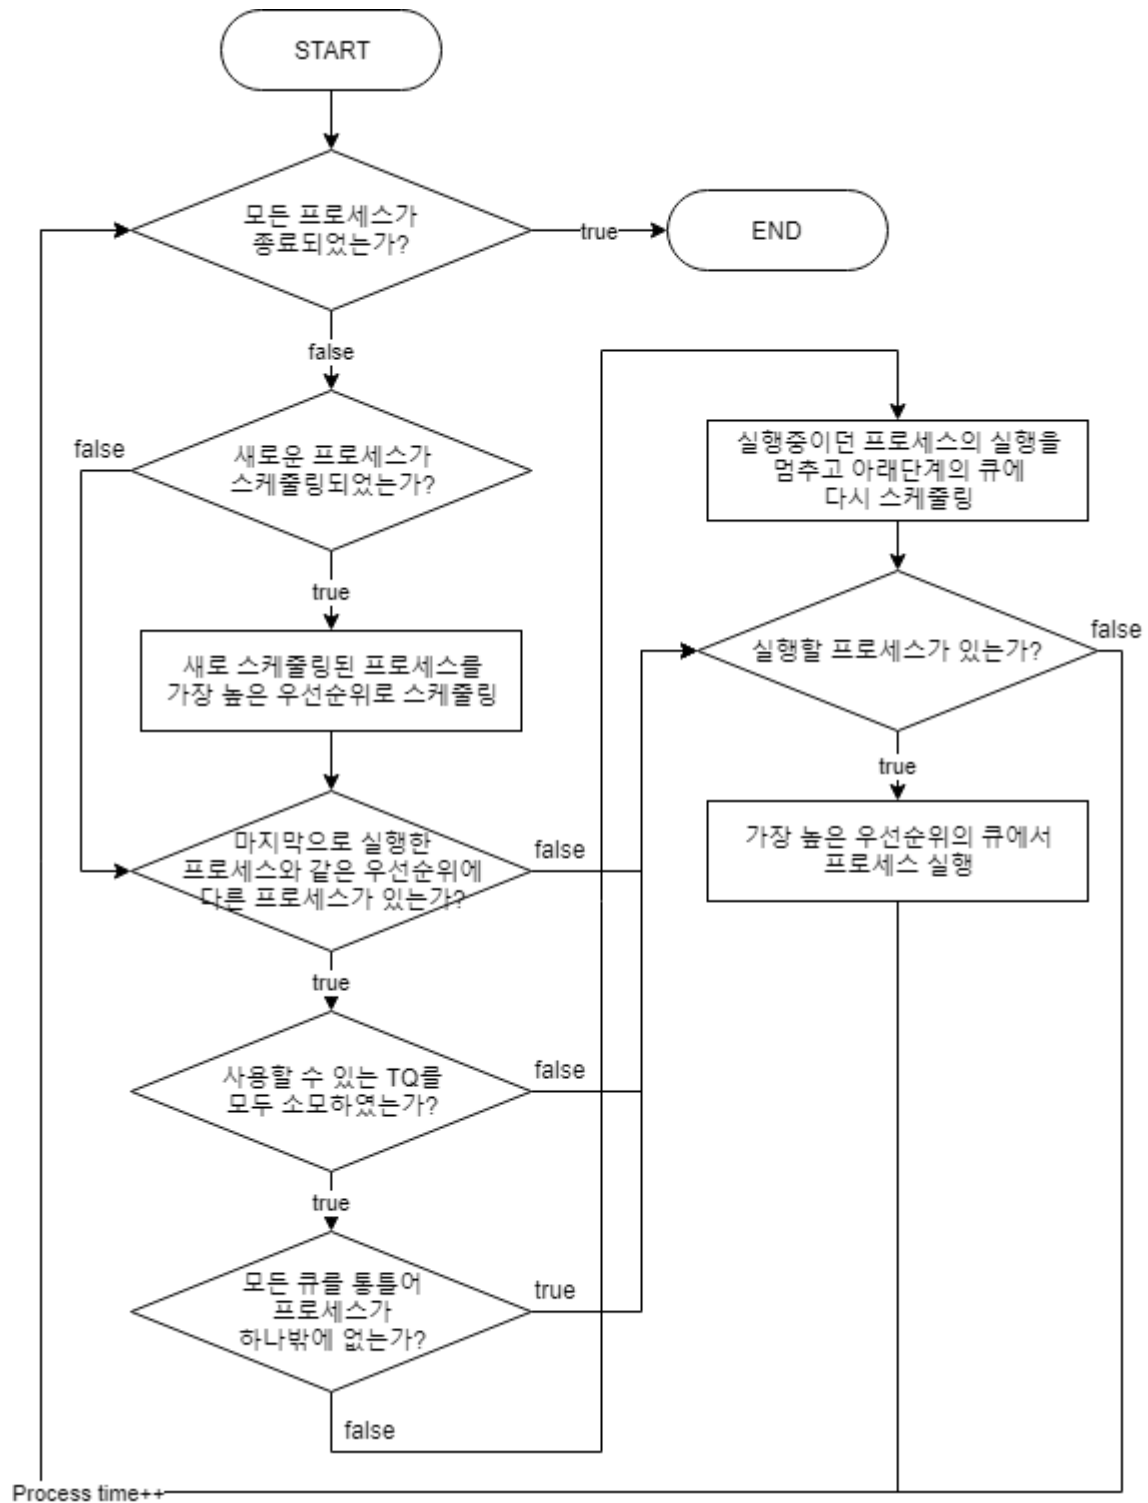 START
모든 프로세스가
종료되었는가?
true
END
false
새로운 프로세스가
스케줄링되었는가?
false
true
새로 스케줄링된 프로세스를
가장 높은 우선순위로 스케줄링
마지막으로 실행한
프로세스와 같은 우선순위에
다른 프로세스가 있는가?
false
true
사용할 수 있는 TQ를
모두 소모하였는가?
false
true
모든 큐를 통틀어
프로세스가
하나밖에 없는가?
true
false
실행중이던 프로세스의 실행을
멈추고 아래단계의 큐에
다시 스케줄링
실행할 프로세스가 있는가?
false
true
가장 높은 우선순위의 큐에서
프로세스 실행
Process time++